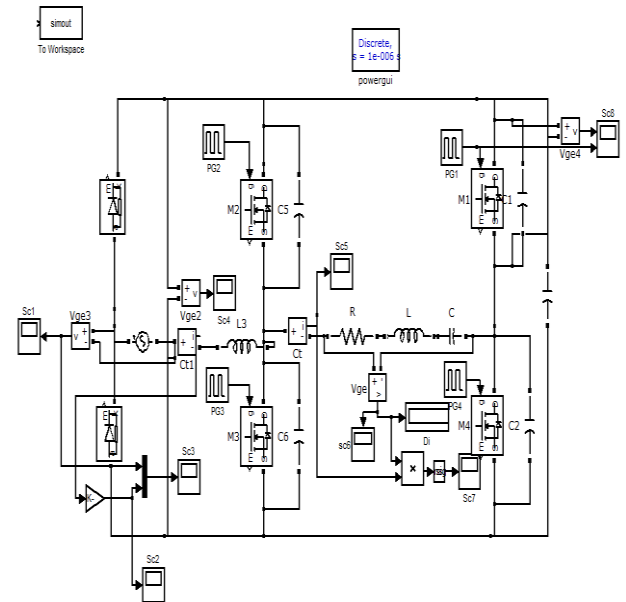 simout
To Workspace
Discrete,
s = 1e-006 s
powergui
Sc8
Vge4
PG2
PG1
M2
C5
M1
C1
Sc5
Sc1
Vge3
Vge2
Sc4
L3
Ct1
Ct
R
L
C
PG3
Vge
PG4
M3
C6
M4
C2
sc6
Di
Sc3
K-
×
Sc7
Sc2